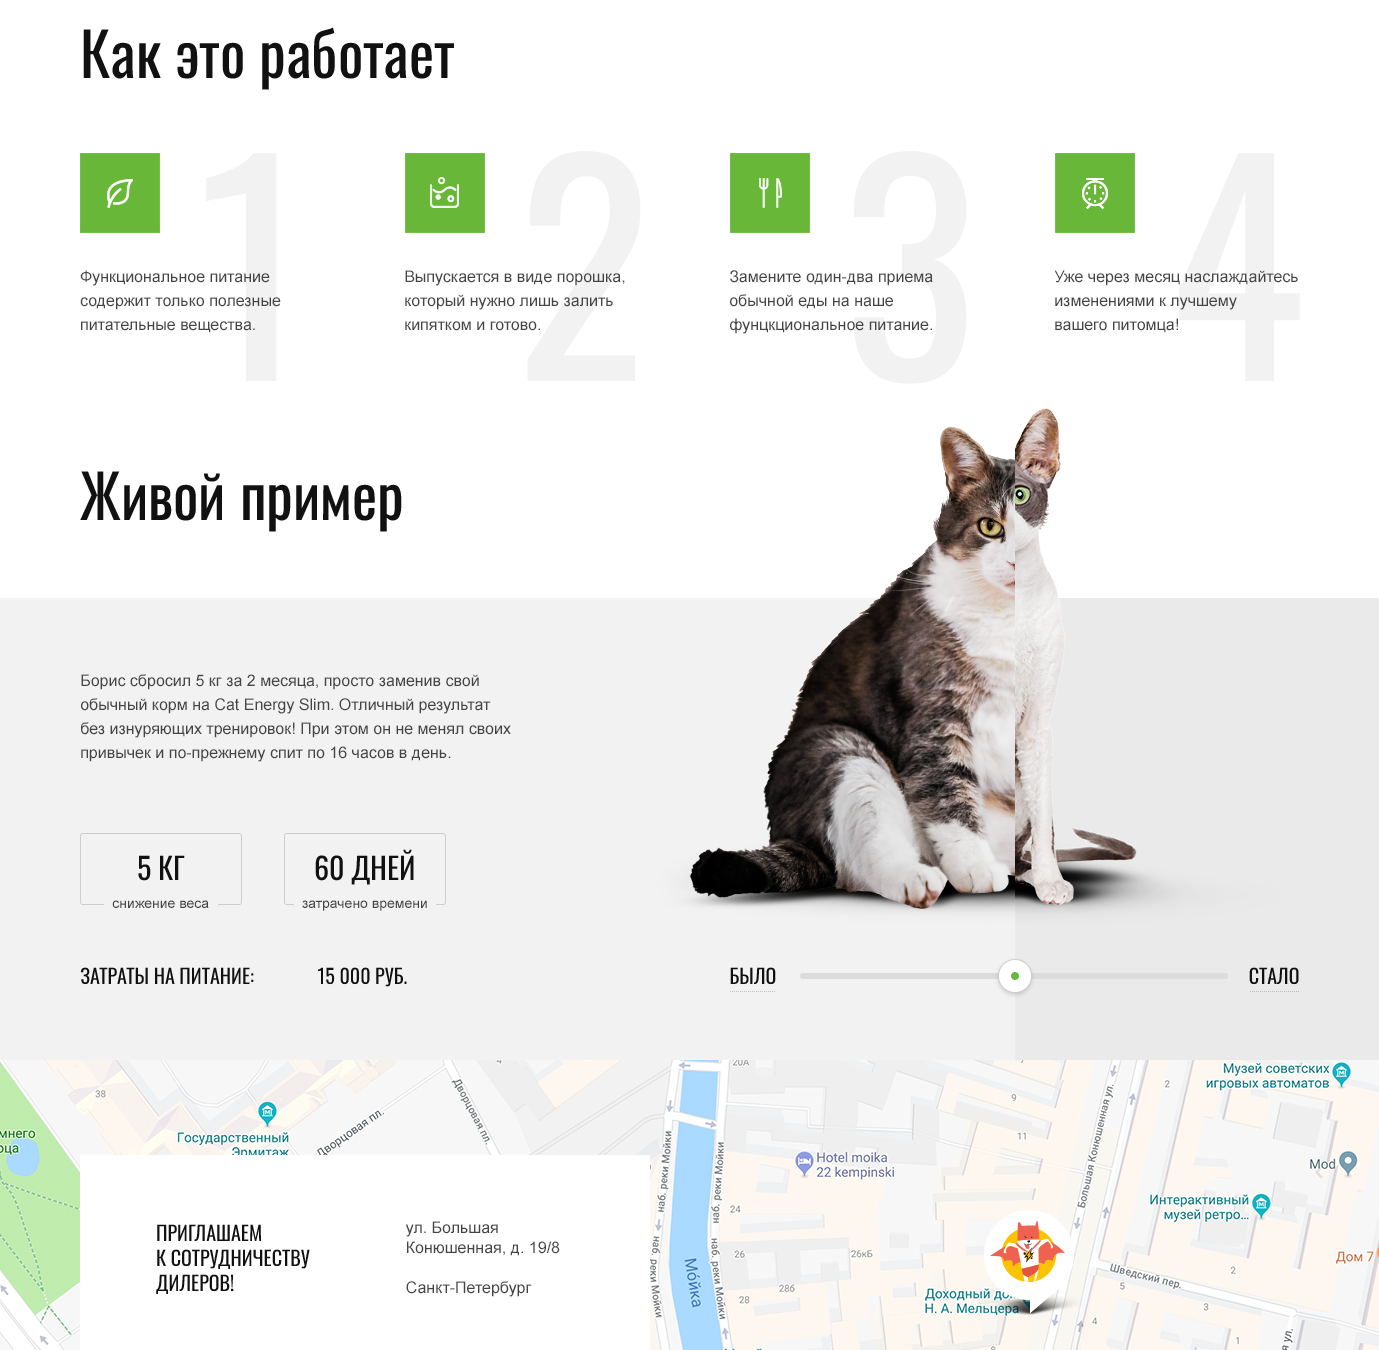 Как это работает
1
2
3
4
Функциональное питание
содержит только полезные
питательные вещества.
Выпускается в виде порошка,
который нужно лишь залить
кипятком и готово.
Замените один-два приема
обычной еды на наше
фунцкциональное питание.
Уже через месяц наслаждайтесь
изменениями к лучшему
вашего питомца!
Живой пример
Борис сбросил 5 кг за 2 месяца, просто заменив свой
обычный корм на Cat Energy Slim. Отличный результат
без изнуряющих тренировок! При этом он не менял своих
привычек и по-прежнему спит по 16 часов в день.
5 КГ
снижение веса
60 ДНЕЙ
затрачено времени
ЗАТРАТЫ НА ПИТАНИЕ:
15 000 РУБ.
БЫЛО
СТАЛО
38
мнего
рца
Государственный
Эрмитаж
Дворцовая пл.
Дворцовая пл.
4
наб. реки Мойки
наб. реки Мойки
наб. реки Мойки
наб. реки Мойки
Мойка
20А
Hotel moika
22 kempinski
24
26
26кБ
28б
28
9
11
7
2
Большая Конюшенная ул.
Музей советских
игровых автоматов
Mod
Интерактивный
музей ретро...
Дом 7
Шведский пер.
2
5
3
4
1
я ул.
Доходный до
Н. А. Мельцера
ПРИГЛАШАЕМ
К СОТРУДНИЧЕСТВУ
ДИЛЕРОВ!
ул. Большая
Конюшенная, д. 19/8
Санкт-Петербург